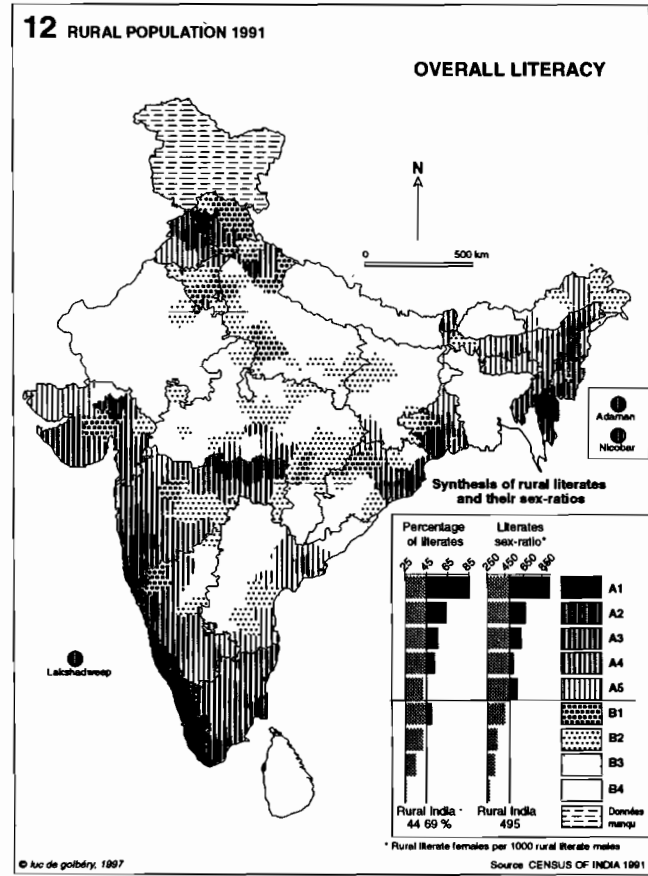 12 RURAL POPULATION 1991
OVERALL LITERACY
N
0 500 km
Adaman
Nicobar
Lakshadweep
Synthesis of rural literates
and their sex-ratios
Percentage of literates
Literates sex-ratio*
25 45 65 85
250 450 650 850
A1
A2
A3
A4
A5
B1
B2
B3
B4
Données manqu
Rural India 44 69 %
Rural India 495
* Rural literate females per 1000 rural literate males
© luc de golbéry, 1997
Source CENSUS OF INDIA 1991